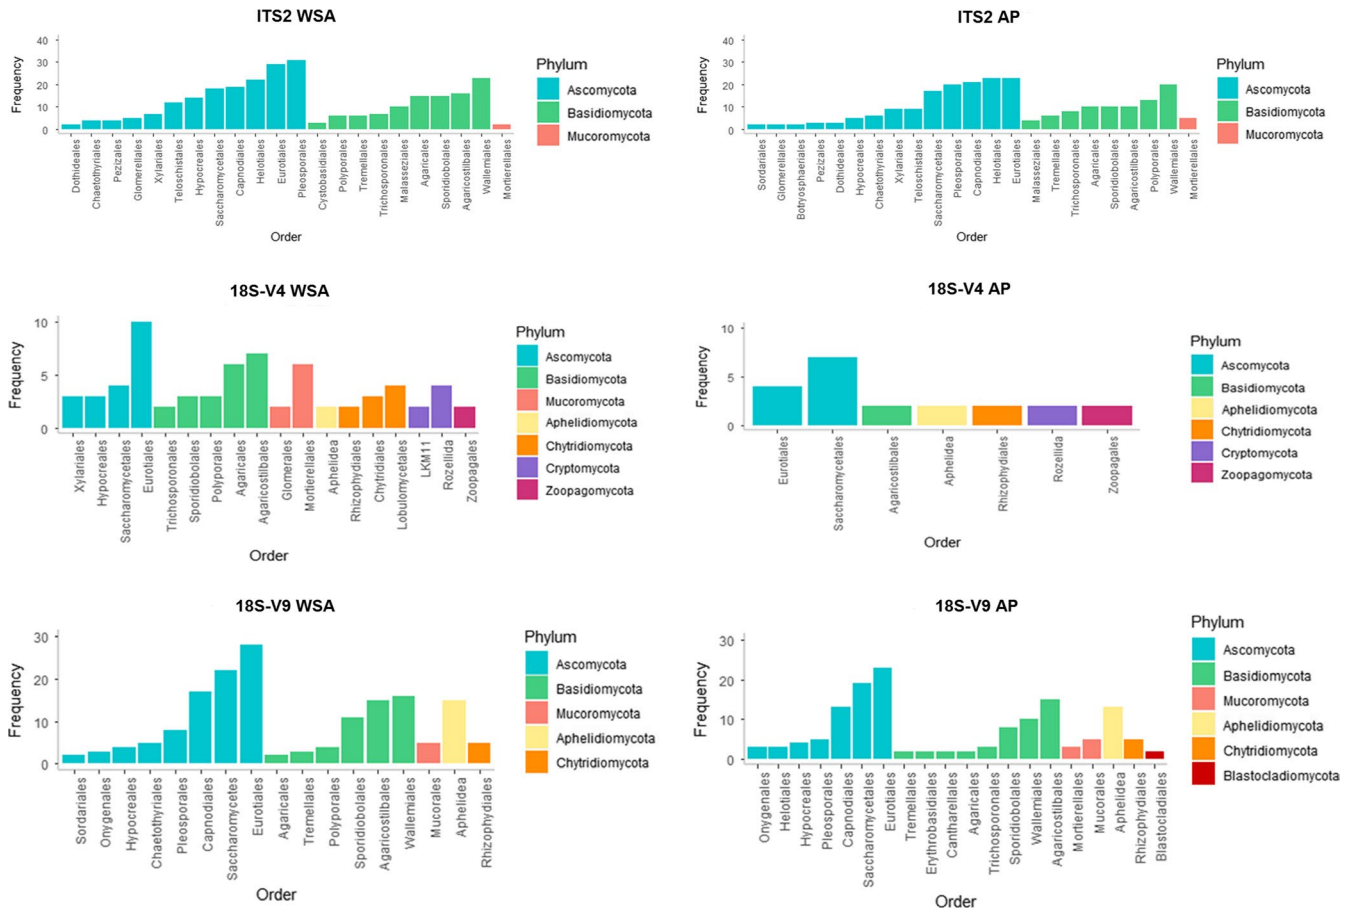 ITS2 WSA
Frequency
40
30
20
10
0
Dothideales
Chaetothyriales
Pezizales
Glomerellales
Xylariales
Teloschistales
Hypocreales
Saccharomycetales
Capnodiales
Helotiales
Eurotiales
Pleosporales
Cystobasidiales
Polyporales
Tremellales
Trichosporonales
Malasseziales
Agaricales
Sporidiobolales
Agaricostilbales
Wallemiales
Mortierellales
Order
Phylum
Ascomycota
Basidiomycota
Mucoromycota
ITS2 AP
Frequency
40
30
20
10
0
Sordariales
Glomerellales
Botryosphaeriales
Pezizales
Dothideales
Hypocreales
Chaetothyriales
Xylariales
Teloschistales
Saccharomycetales
Pleosporales
Capnodiales
Helotiales
Eurotiales
Malasseziales
Tremellales
Trichosporonales
Agaricales
Sporidiobolales
Agaricostilbales
Polyporales
Wallemiales
Mortierellales
Order
Phylum
Ascomycota
Basidiomycota
Mucoromycota
18S-V4 WSA
Frequency
10
5
0
Xylariales
Hypocreales
Saccharomycetales
Eurotiales
Trichosporonales
Sporidiobolales
Polyporales
Agaricales
Agaricostilbales
Glomerales
Mortierellales
Aphelidea
Rhizophydiales
Chytridiales
Lobulomycetales
LKM11
Rozellida
Zoopagales
Order
Phylum
Ascomycota
Basidiomycota
Mucoromycota
Aphelidiomycota
Chytridiomycota
Cryptomycota
Zoopagomycota
18S-V4 AP
Frequency
10
5
0
Eurotiales
Saccharomycetales
Agaricostilbales
Aphelidea
Rhizophydiales
Rozellida
Zoopagales
Order
Phylum
Ascomycota
Basidiomycota
Aphelidiomycota
Chytridiomycota
Cryptomycota
Zoopagomycota
18S-V9 WSA
Frequency
30
20
10
0
Sordariales
Onygenales
Hypocreales
Chaetothyriales
Pleosporales
Capnodiales
Saccharomycetes
Eurotiales
Agaricales
Tremellales
Polyporales
Sporidiobolales
Agaricostilbales
Wallemiales
Mucorales
Aphelidea
Rhizophydiales
Order
Phylum
Ascomycota
Basidiomycota
Mucoromycota
Aphelidiomycota
Chytridiomycota
18S-V9 AP
Frequency
30
20
10
0
Onygenales
Helotiales
Hypocreales
Pleosporales
Capnodiales
Saccharomycetales
Eurotiales
Tremellales
Erythrobasidiales
Cantharellales
Agaricales
Trichosporonales
Sporidiobolales
Wallemiales
Agaricostilbales
Mortierellales
Mucorales
Aphelidea
Rhizophydiales
Blastocladiales
Order
Phylum
Ascomycota
Basidiomycota
Mucoromycota
Aphelidiomycota
Chytridiomycota
Blastocladiomycota